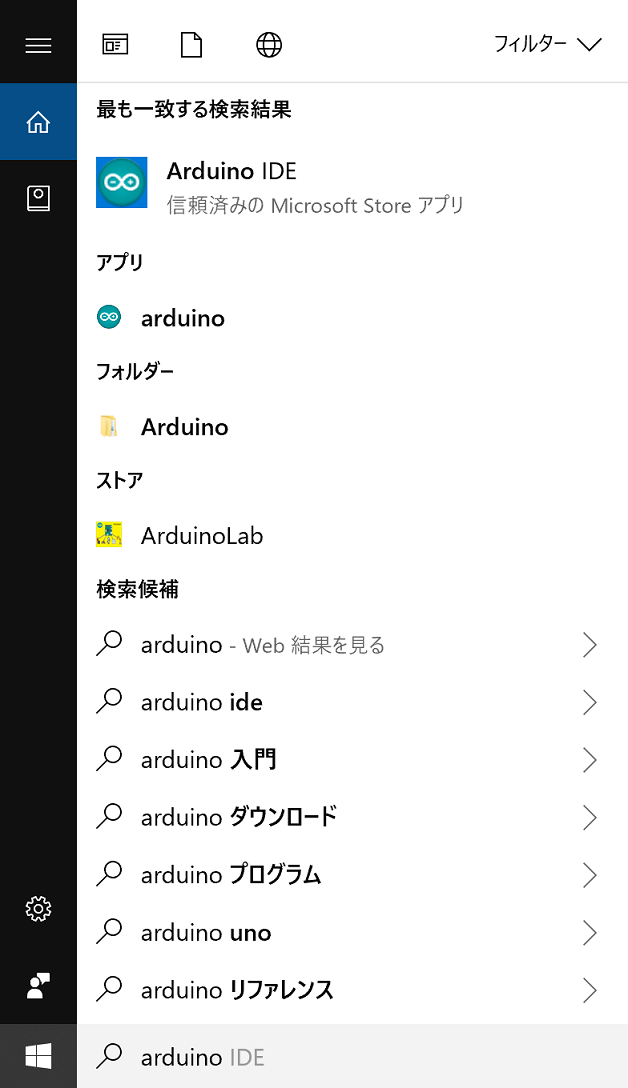 フィルター
最も一致する検索結果
Arduino IDE
信頼済みの Microsoft Store アプリ
アプリ
arduino
フォルダー
Arduino
ストア
ArduinoLab
検索候補
arduino - Web 結果を見る
arduino ide
arduino 入門
arduino ダウンロード
arduino プログラム
arduino uno
arduino リファレンス
arduino IDE